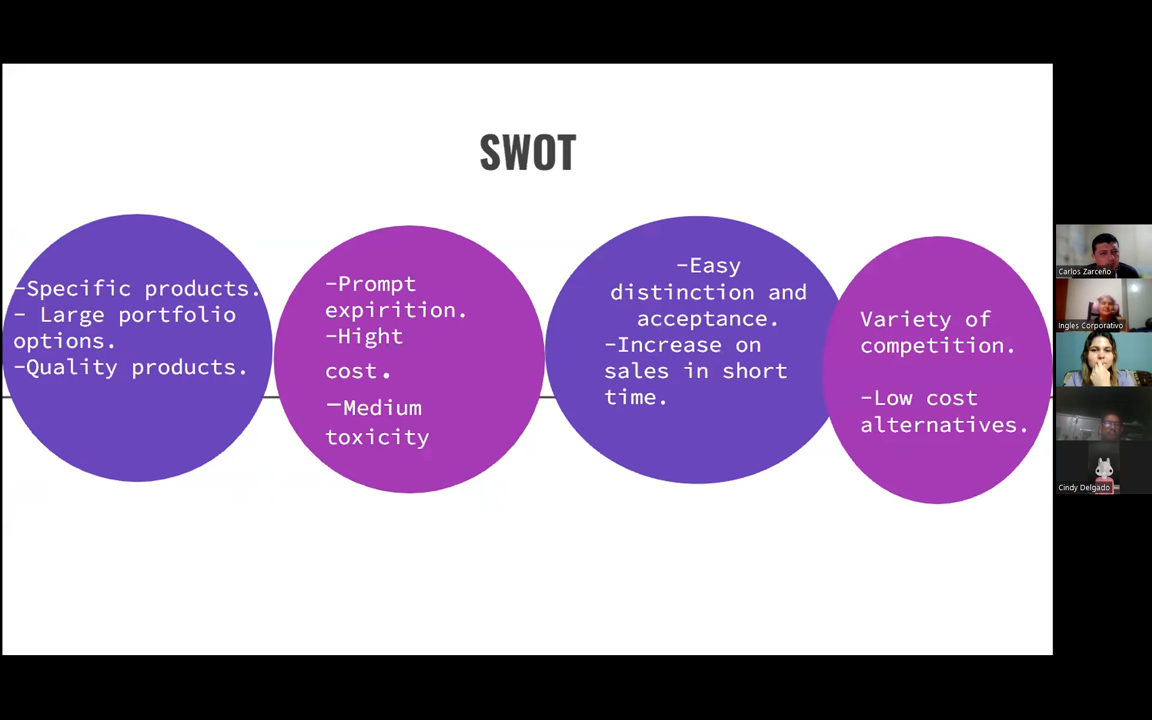 SWOT
-Specific products.
- Large portfolio
options.
-Quality products.
-Prompt
expirition.
-Hight
cost.
-Medium
toxicity
-Easy
distinction and
acceptance.
-Increase on
sales in short
time.
Variety of
competition.
-Low cost
alternatives.
Carlos Zarceño
Ingles Corporativo
Cindy Delgado